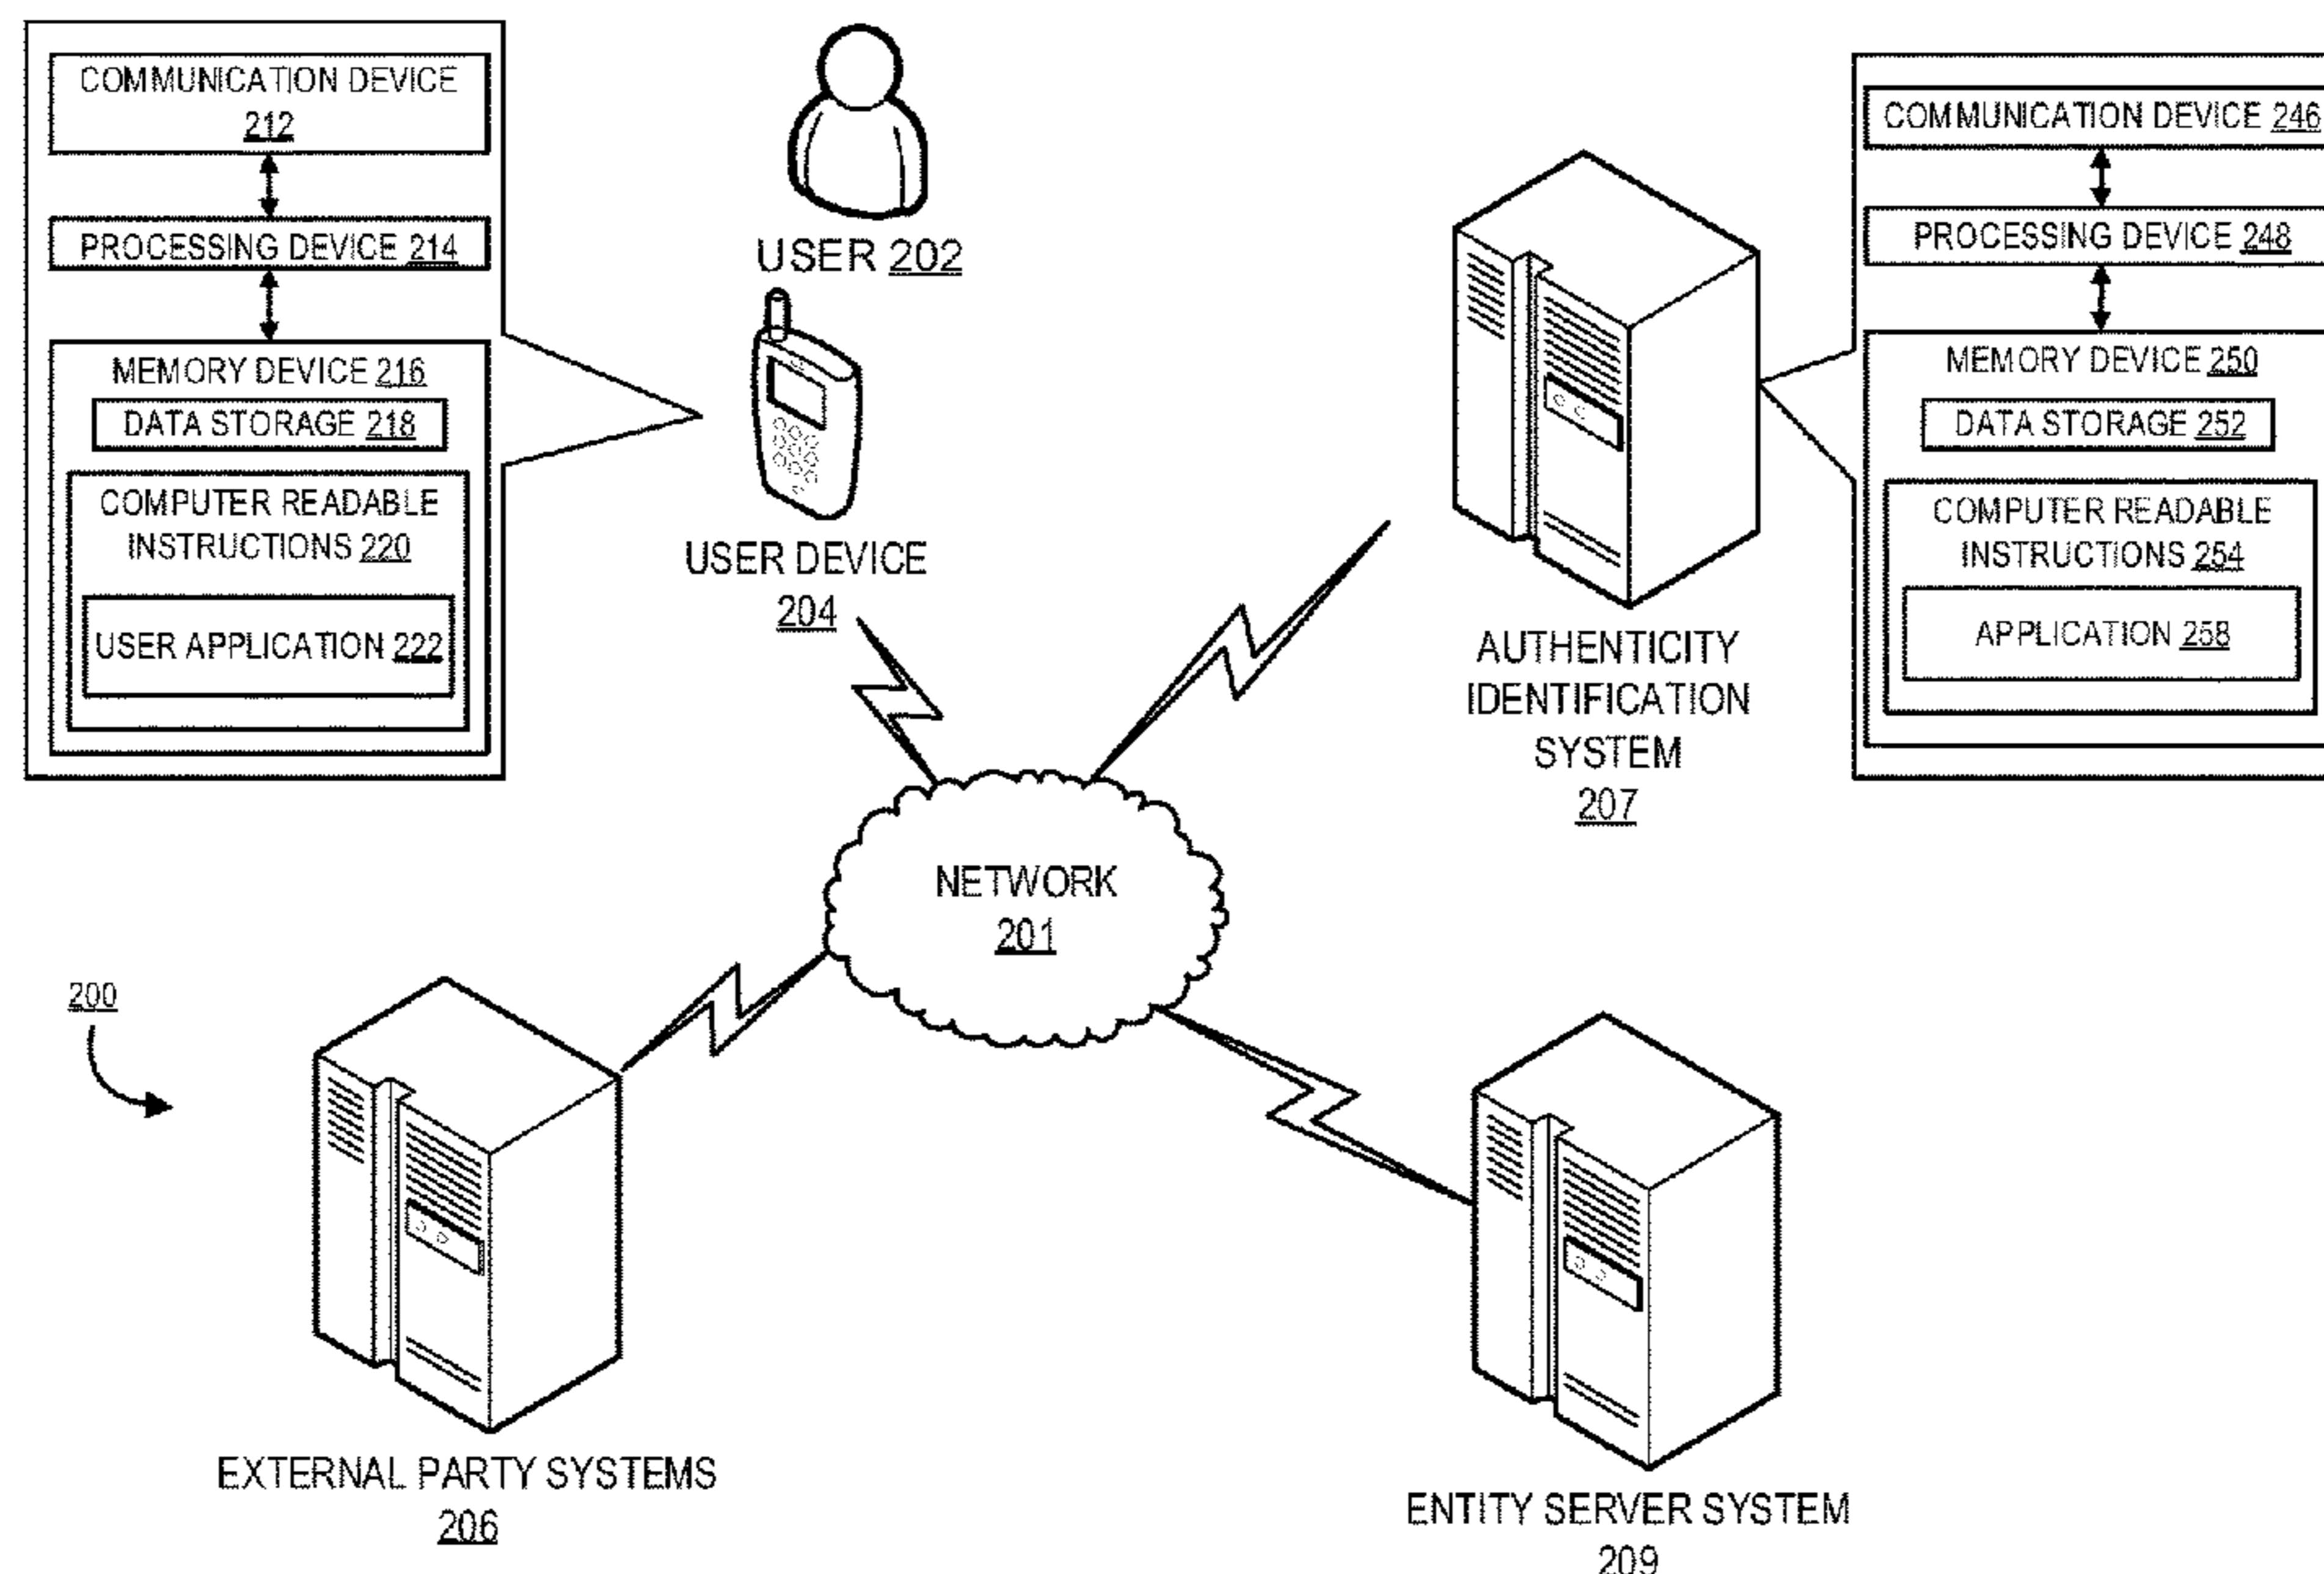 COMMUNICATION DEVICE
212
PROCESSING DEVICE 214
MEMORY DEVICE 216
DATA STORAGE 218
COMPUTER READABLE
INSTRUCTIONS 220
USER APPLICATION 222
USER 202
USER DEVICE
204
COMMUNICATION DEVICE 246
PROCESSING DEVICE 248
MEMORY DEVICE 250
DATA STORAGE 252
COMPUTER READABLE
INSTRUCTIONS 254
APPLICATION 258
AUTHENTICITY
IDENTIFICATION
SYSTEM
207
NETWORK
201
200
EXTERNAL PARTY SYSTEMS
206
ENTITY SERVER SYSTEM
209